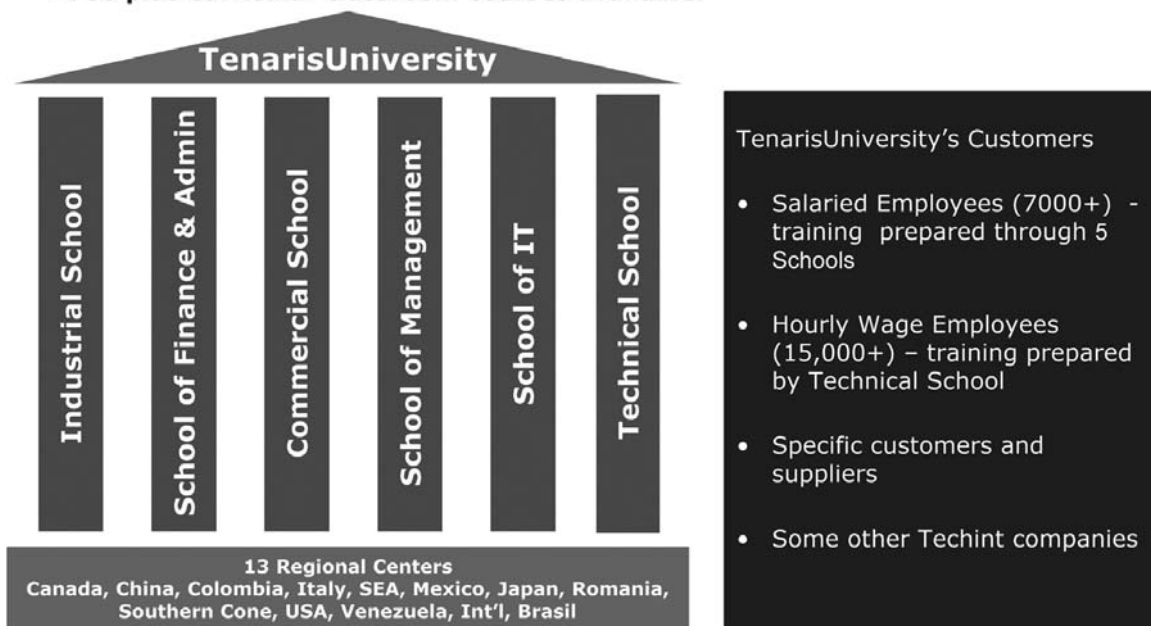 TenarisUniversity
Industrial School
School of Finance & Admin
Commercial School
School of Management
School of IT
Technical School
13 Regional Centers
Canada, China, Colombia, Italy, SEA, Mexico, Japan, Romania,
Southern Cone, USA, Venezuela, Int'l, Brasil
TenarisUniversity's Customers
• Salaried Employees (7000+) -
training prepared through 5
Schools
• Hourly Wage Employees
(15,000+) – training prepared
by Technical School
• Specific customers and
suppliers
• Some other Techint companies